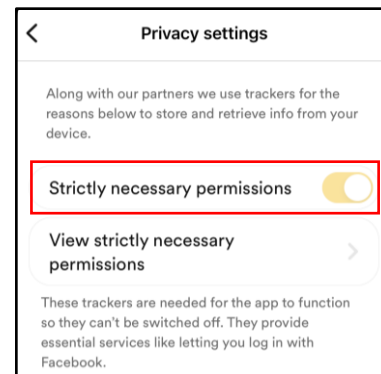 Privacy settings
Along with our partners we use trackers for the
reasons below to store and retrieve info from your
device.
Strictly necessary permissions
View strictly necessary
permissions
These trackers are needed for the app to function
so they can't be switched off. They provide
essential services like letting you log in with
Facebook.